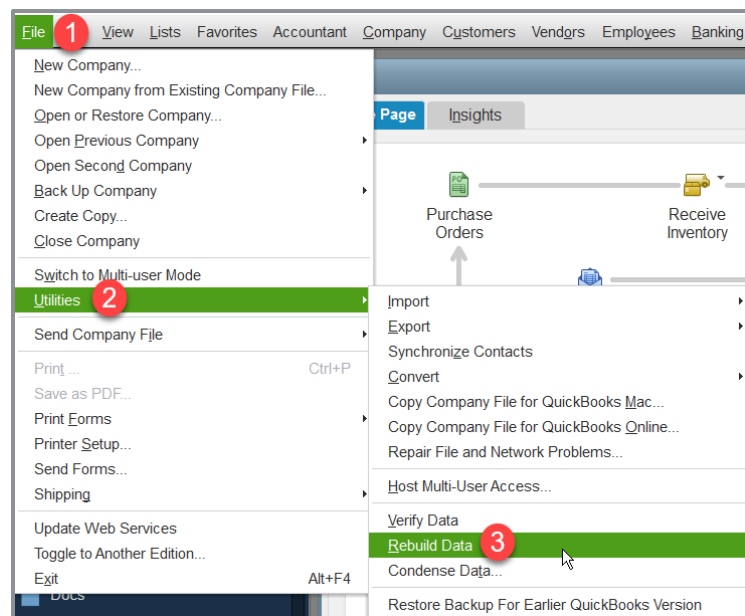 File 1 View Lists Favorites Accountant Company Customers Vendors Employees Banking
New Company...
New Company from Existing Company File...
Open or Restore Company...
Open Previous Company
Open Second Company
Back Up Company
Create Copy...
Close Company
Switch to Multi-user Mode
Utilities 2
Send Company File
Print ... Ctrl+P
Save as PDF...
Print Forms
Printer Setup...
Send Forms...
Shipping
Update Web Services
Toggle to Another Edition...
Exit Alt+F4
Docs
Page Insights
Purchase
Orders
Receive
Inventory
Import
Export
Synchronize Contacts
Convert
Copy Company File for QuickBooks Mac...
Copy Company File for QuickBooks Online...
Repair File and Network Problems...
Host Multi-User Access...
Verify Data
Rebuild Data 3
Condense Data...
Restore Backup For Earlier QuickBooks Version